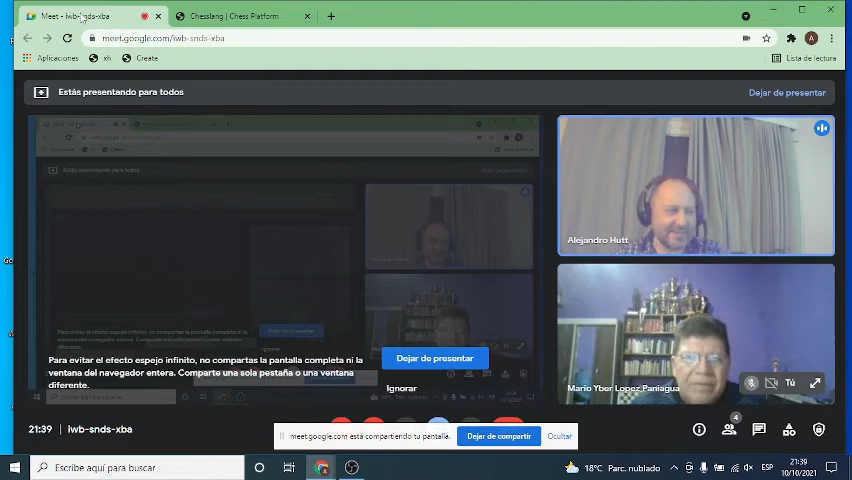 Meet - iwb-snds-xba
Chesslang | Chess Platform
meet.google.com/iwb-snds-xba
Aplicaciones
xh
Create
Lista de lectura
Estás presentando para todos
Dejar de presentar
Alejandro Hutt
Para evitar el efecto espejo infinito, no compartas la pantalla completa ni la
ventana del navegador entera. Comparte una sola pestaña o una ventana
diferente.
Dejar de presentar
Ignorar
Mario Yber Lopez Paniagua
Tú
21:39
iwb-snds-xba
meet.google.com está compartiendo tu pantalla.
Dejar de compartir
Ocultar
4
Escribe aquí para buscar
18°C Parc. nublado
ESP
21:39
10/10/2021